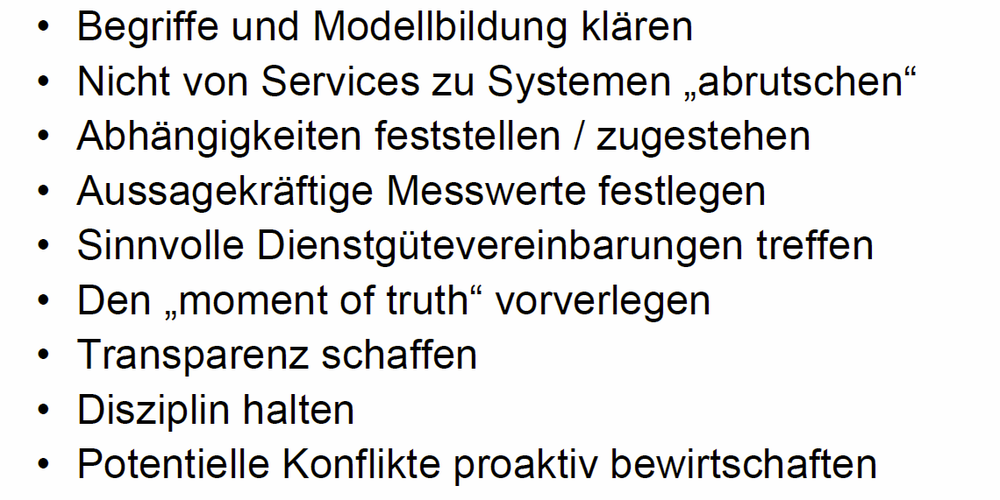 • Begriffe und Modellbildung klären
• Nicht von Services zu Systemen „abrutschen“
• Abhängigkeiten feststellen / zugestehen
• Aussagekräftige Messwerte festlegen
• Sinnvolle Dienstgütevereinbarungen treffen
• Den „moment of truth“ vorverlegen
• Transparenz schaffen
• Disziplin halten
• Potentielle Konflikte proaktiv bewirtschaften